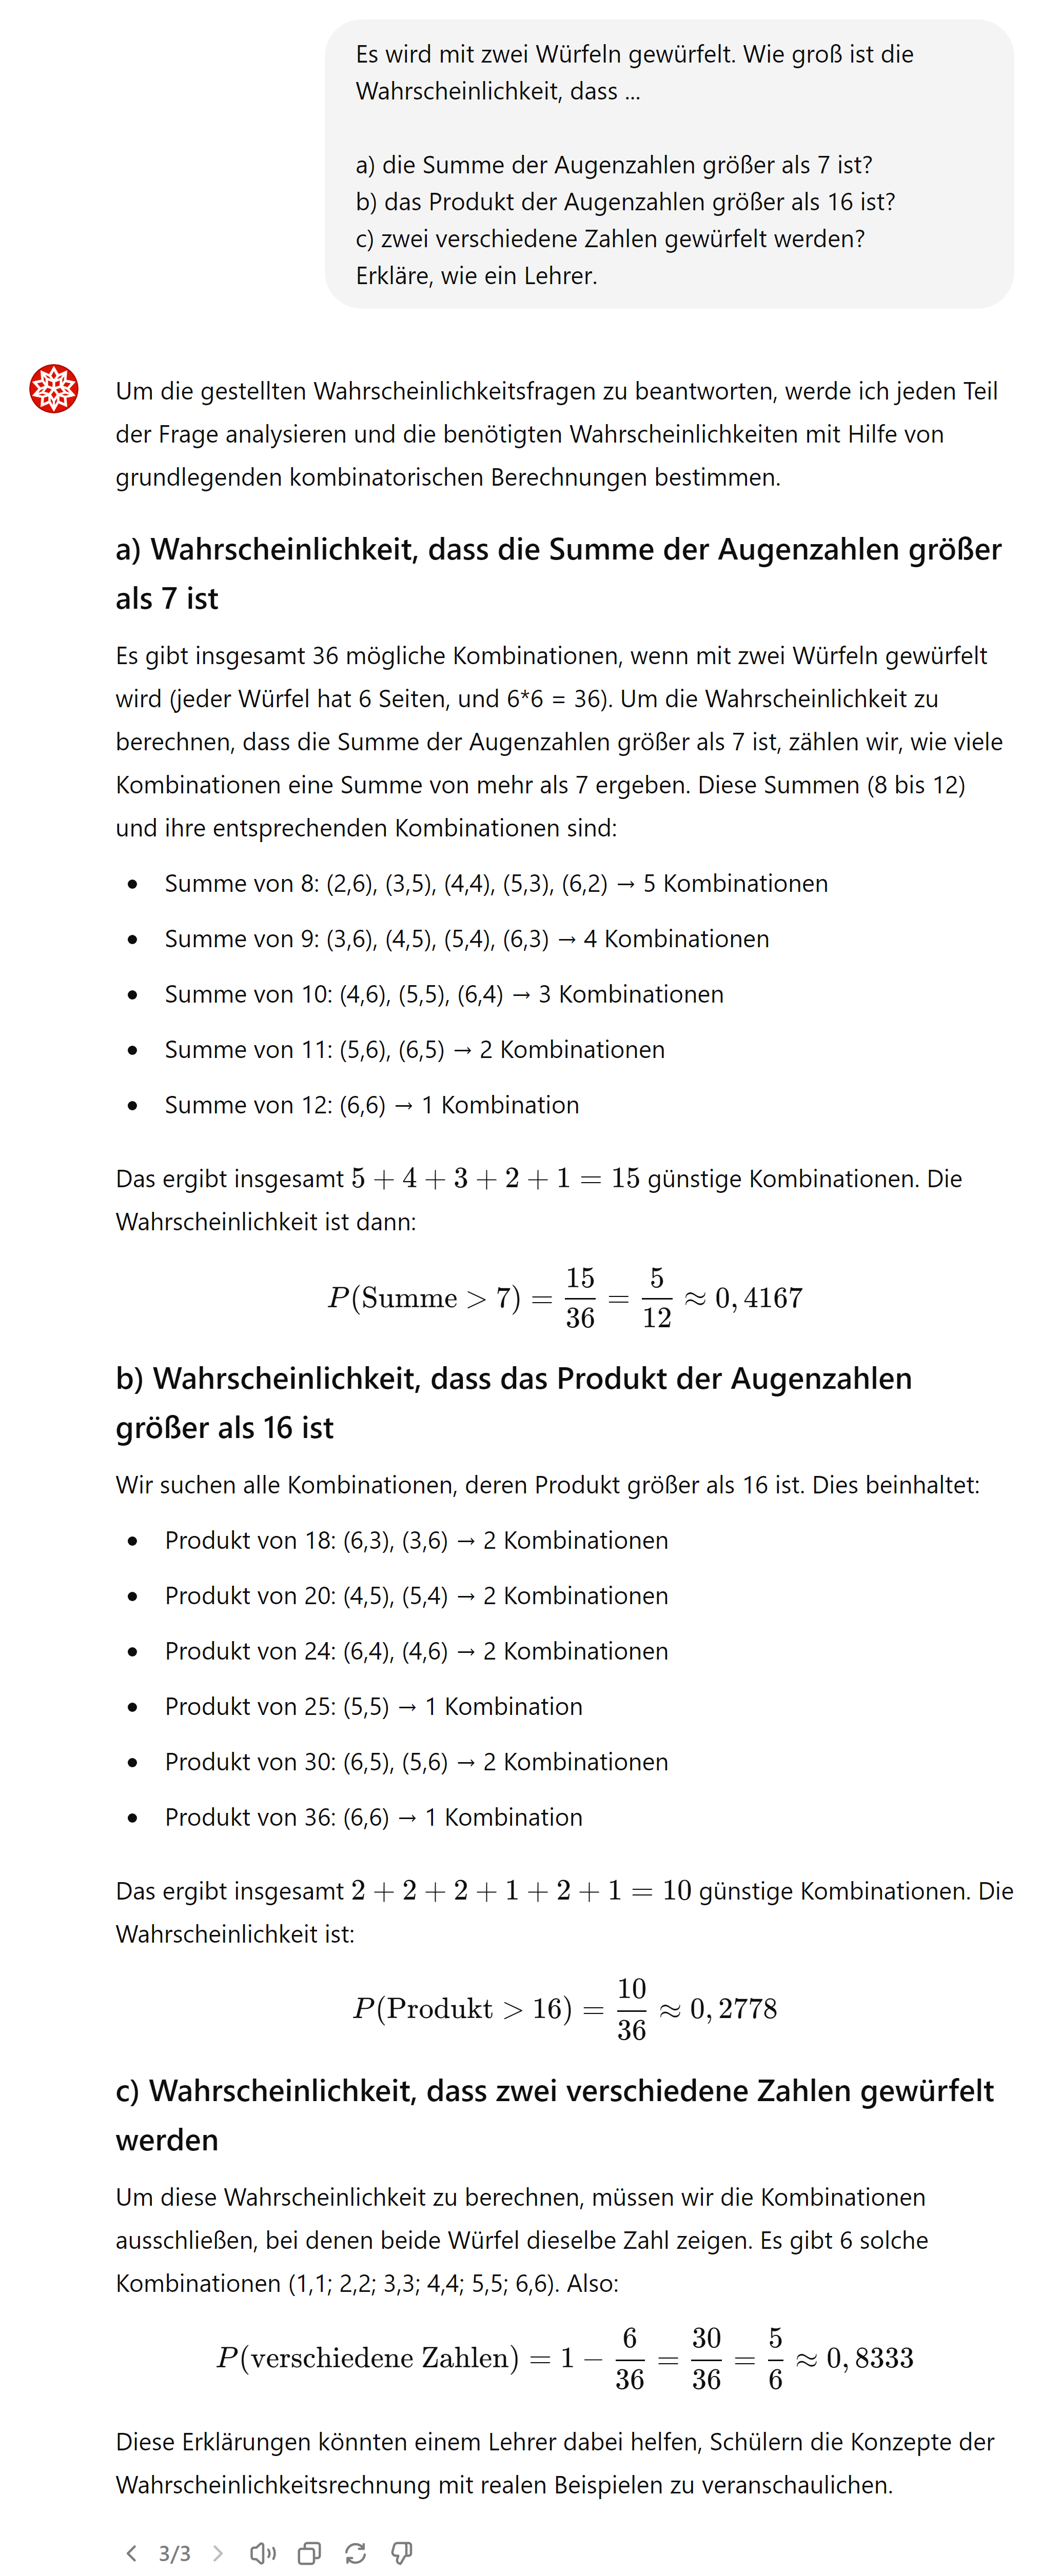 Es wird mit zwei Würfeln gewürfelt. Wie groß ist die
Wahrscheinlichkeit, dass ...
a) die Summe der Augenzahlen größer als 7 ist?
b) das Produkt der Augenzahlen größer als 16 ist?
c) zwei verschiedene Zahlen gewürfelt werden?
Erkläre, wie ein Lehrer.
Um die gestellten Wahrscheinlichkeitsfragen zu beantworten, werde ich jeden Teil
der Frage analysieren und die benötigten Wahrscheinlichkeiten mit Hilfe von
grundlegenden kombinatorischen Berechnungen bestimmen.
a) Wahrscheinlichkeit, dass die Summe der Augenzahlen größer
als 7 ist
Es gibt insgesamt 36 mögliche Kombinationen, wenn mit zwei Würfeln gewürfelt
wird (jeder Würfel hat 6 Seiten, und 6*6 = 36). Um die Wahrscheinlichkeit zu
berechnen, dass die Summe der Augenzahlen größer als 7 ist, zählen wir, wie viele
Kombinationen eine Summe von mehr als 7 ergeben. Diese Summen (8 bis 12)
und ihre entsprechenden Kombinationen sind:
• Summe von 8: (2,6), (3,5), (4,4), (5,3), (6,2) → 5 Kombinationen
• Summe von 9: (3,6), (4,5), (5,4), (6,3) → 4 Kombinationen
• Summe von 10: (4,6), (5,5), (6,4) → 3 Kombinationen
• Summe von 11: (5,6), (6,5) → 2 Kombinationen
• Summe von 12: (6,6) → 1 Kombination
Das ergibt insgesamt 5 + 4 + 3 + 2 + 1 = 15 günstige Kombinationen. Die
Wahrscheinlichkeit ist dann:
P(Summe > 7) = 15/36 = 5/12 ≈ 0,4167
b) Wahrscheinlichkeit, dass das Produkt der Augenzahlen
größer als 16 ist
Wir suchen alle Kombinationen, deren Produkt größer als 16 ist. Dies beinhaltet:
• Produkt von 18: (6,3), (3,6) → 2 Kombinationen
• Produkt von 20: (4,5), (5,4) → 2 Kombinationen
• Produkt von 24: (6,4), (4,6) → 2 Kombinationen
• Produkt von 25: (5,5) → 1 Kombination
• Produkt von 30: (6,5), (5,6) → 2 Kombinationen
• Produkt von 36: (6,6) → 1 Kombination
Das ergibt insgesamt 2 + 2 + 2 + 1 + 2 + 1 = 10 günstige Kombinationen. Die
Wahrscheinlichkeit ist:
P(Produkt > 16) = 10/36 ≈ 0,2778
c) Wahrscheinlichkeit, dass zwei verschiedene Zahlen gewürfelt
werden
Um diese Wahrscheinlichkeit zu berechnen, müssen wir die Kombinationen
ausschließen, bei denen beide Würfel dieselbe Zahl zeigen. Es gibt 6 solche
Kombinationen (1,1; 2,2; 3,3; 4,4; 5,5; 6,6). Also:
P(verschiedene Zahlen) = 1 − 6/36 = 30/36 = 5/6 ≈ 0,8333
Diese Erklärungen könnten einem Lehrer dabei helfen, Schülern die Konzepte der
Wahrscheinlichkeitsrechnung mit realen Beispielen zu veranschaulichen.
3/3